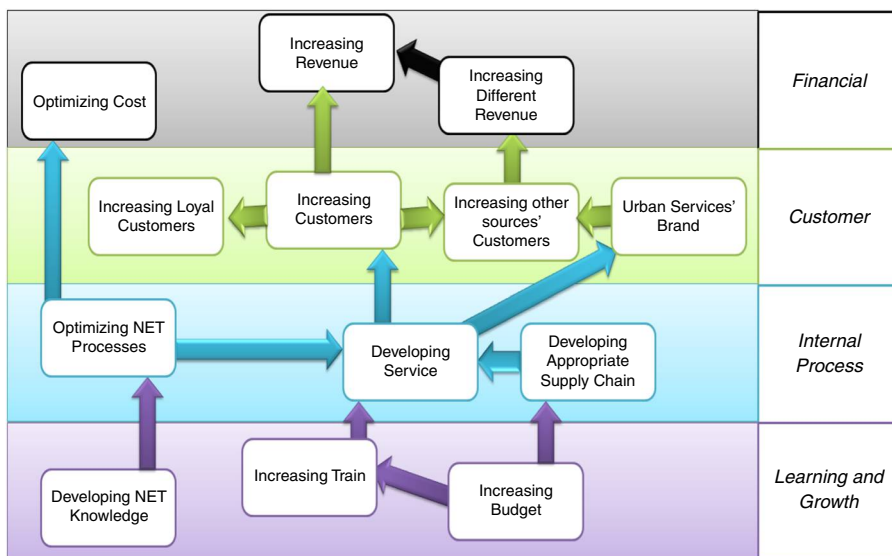 Increasing
Revenue
Increasing
Different
Revenue
Optimizing Cost
Financial
Increasing Loyal
Customers
Increasing
Customers
Increasing other
sources'
Customers
Urban Services'
Brand
Customer
Optimizing NET
Processes
Developing
Service
Developing
Appropriate
Supply Chain
Internal
Process
Developing NET
Knowledge
Increasing Train
Increasing
Budget
Learning and
Growth